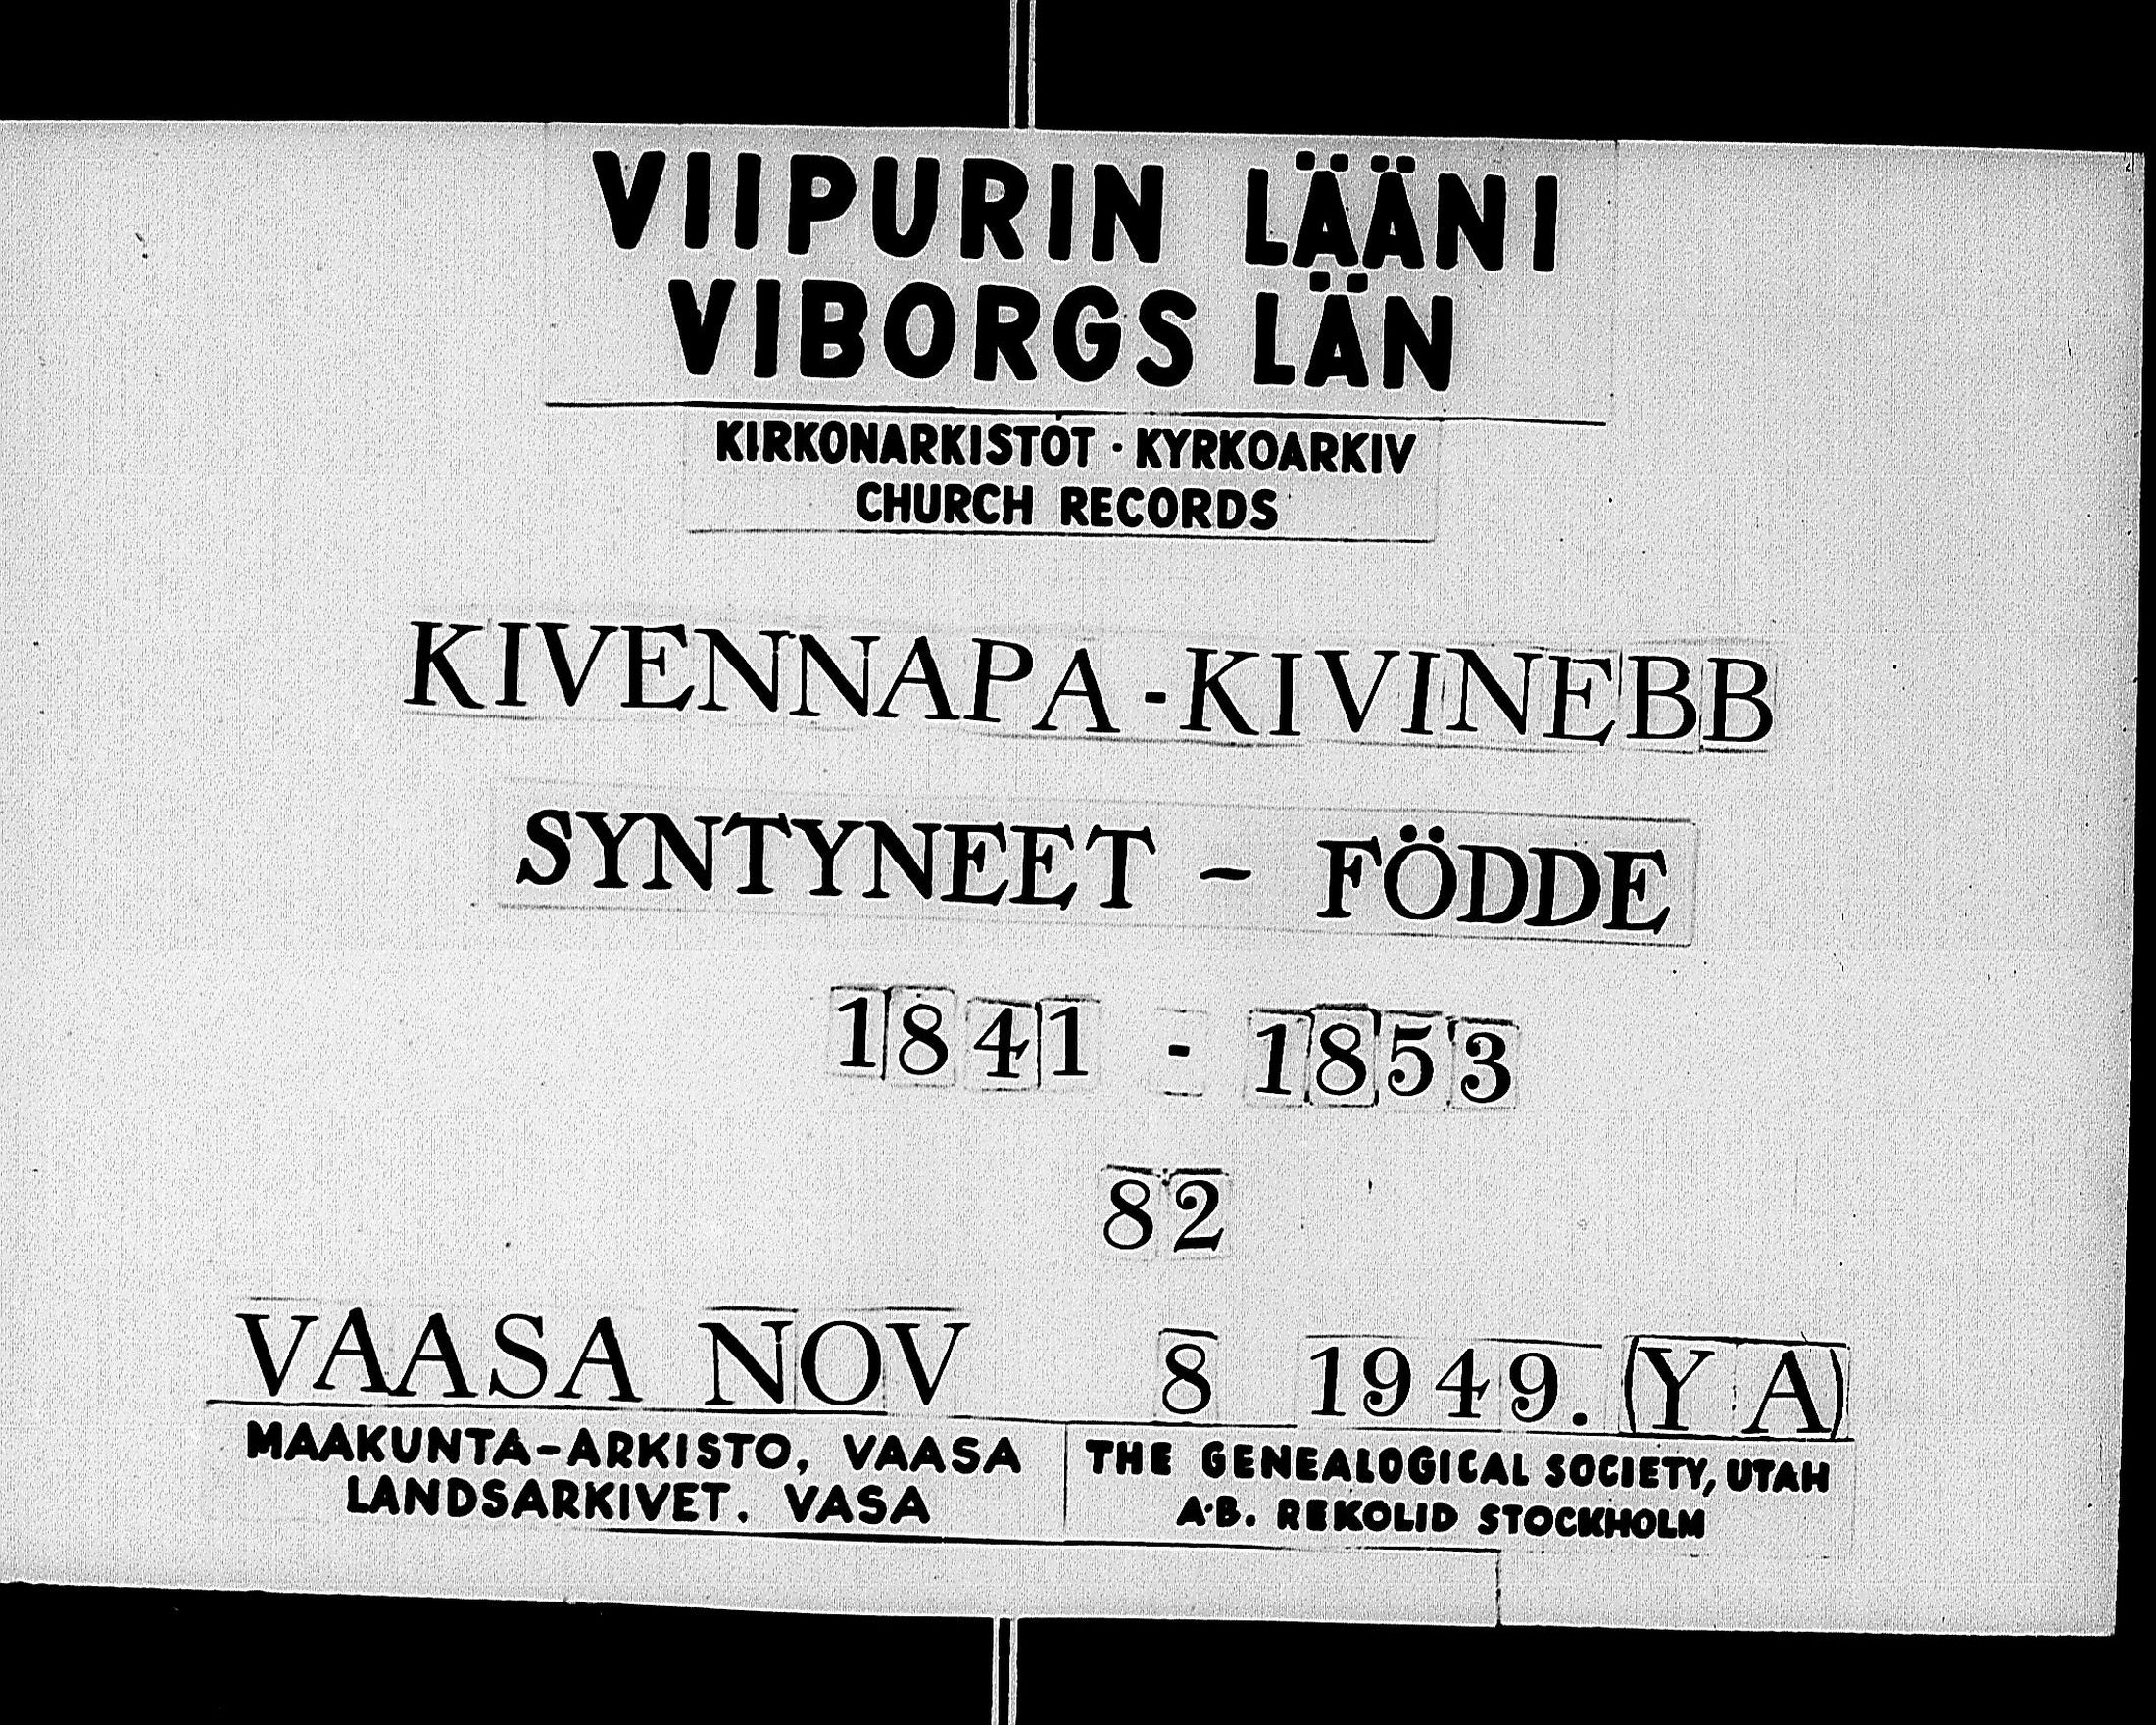 VIIPURIN LÄÄNI
VIBORGS LÄN
KIRKONARKISTOT · KYRKOARKIV
CHURCH RECORDS
KIVENNAPA-KIVINEBB
SYNTYNEET - FÖDDE
1841 - 1853
82
VAASA NOV 8 1949. (YA)
MAAKUNTA-ARKISTO, VAASA
LANDSARKIVET. VASA
THE GENEALOGICAL SOCIETY, UTAH
A·B. REKOLID STOCKHOLM